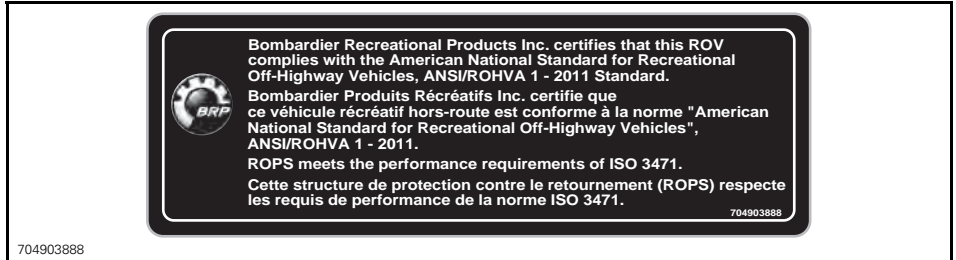 Bombardier Recreational Products Inc. certifies that this ROV
complies with the American National Standard for Recreational
Off-Highway Vehicles, ANSI/ROHVA 1 - 2011 Standard.
BRP
Bombardier Produits Récréatifs Inc. certifie que
ce véhicule récréatif hors-route est conforme à la norme "American
National Standard for Recreational Off-Highway Vehicles",
ANSI/ROHVA 1 - 2011.
ROPS meets the performance requirements of ISO 3471.
Cette structure de protection contre le retournement (ROPS) respecte
les requis de performance de la norme ISO 3471.
704903888
704903888